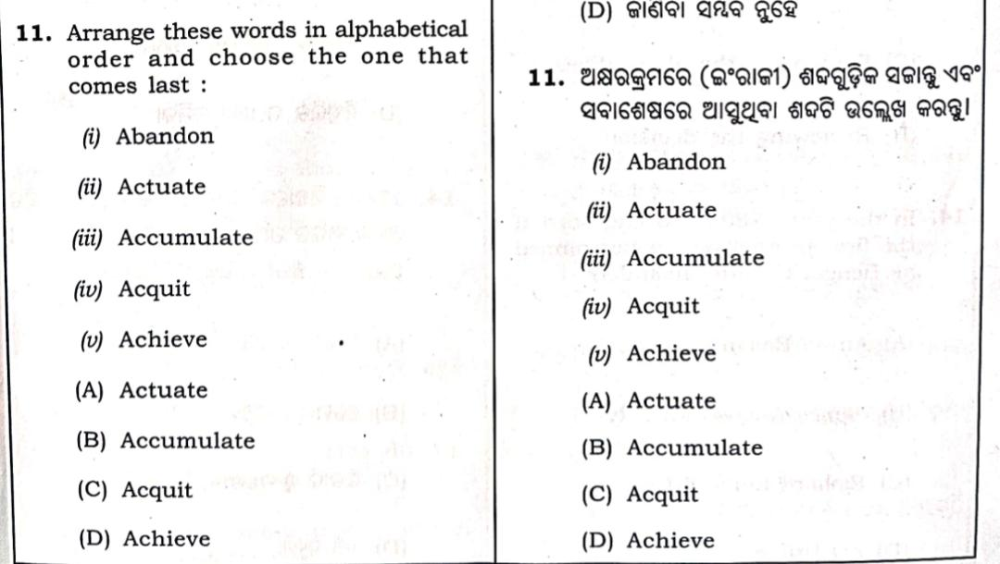 11. Arrange these words in alphabetical
order and choose the one that
comes last :
(i) Abandon
(ii) Actuate
(iii) Accumulate
(iv) Acquit
(v) Achieve
(A) Actuate
(B) Accumulate
(C) Acquit
(D) Achieve
(D) ଜାଣିବା ସମ୍ଭବ ନୁହେଁ
11. ଅକ୍ଷରକ୍ରମରେ (ଇଂରାଜୀ) ଶବ୍ଦଗୁଡ଼ିକ ସଜାନ୍ତୁ ଏବଂ
ସବାଶେଷରେ ଆସୁଥିବା ଶବ୍ଦଟି ଉଲ୍ଲେଖ କରନ୍ତୁ।
(i) Abandon
(ii) Actuate
(iii) Accumulate
(iv) Acquit
(v) Achieve
(A) Actuate
(B) Accumulate
(C) Acquit
(D) Achieve